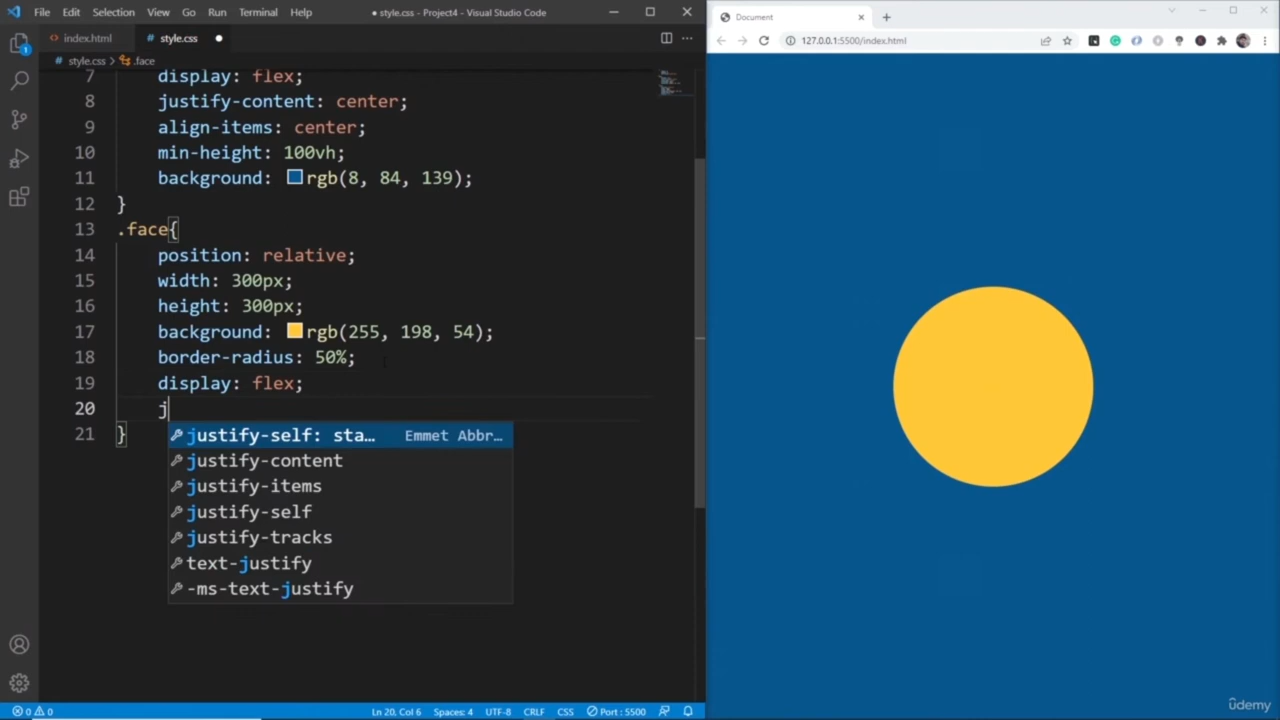 File Edit Selection View Go Run Terminal Help
● style.css - Project4 - Visual Studio Code
index.html
style.css
style.css > .face
7 display: flex;
8 justify-content: center;
9 align-items: center;
10 min-height: 100vh;
11 background: rgb(8, 84, 139);
12 }
13 .face{
14 position: relative;
15 width: 300px;
16 height: 300px;
17 background: rgb(255, 198, 54);
18 border-radius: 50%;
19 display: flex;
20 j
21 }
justify-self: sta… Emmet Abbr…
justify-content
justify-items
justify-self
justify-tracks
text-justify
-ms-text-justify
1
0 0
Ln 20, Col 6 Spaces: 4 UTF-8 CRLF CSS Port : 5500
Document
127.0.0.1:5500/index.html
ûdemy